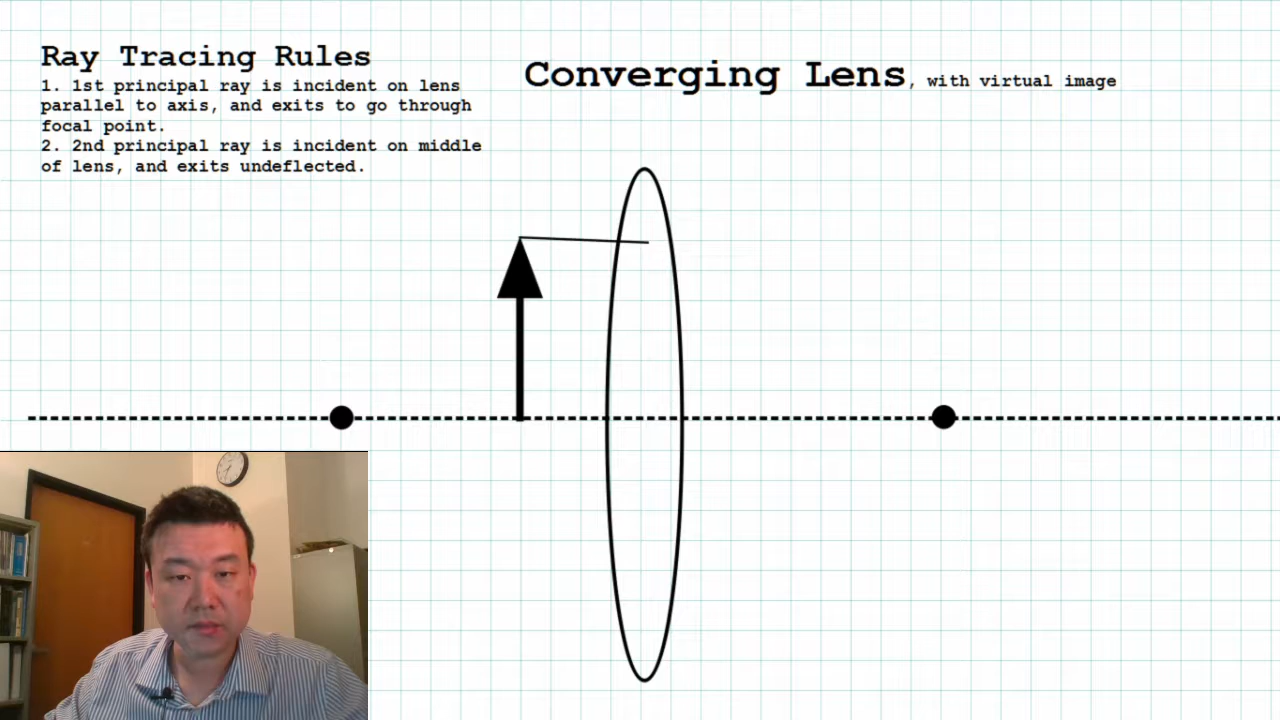 Ray Tracing Rules
1. 1st principal ray is incident on lens
parallel to axis, and exits to go through
focal point.
2. 2nd principal ray is incident on middle
of lens, and exits undeflected.
Converging Lens, with virtual image